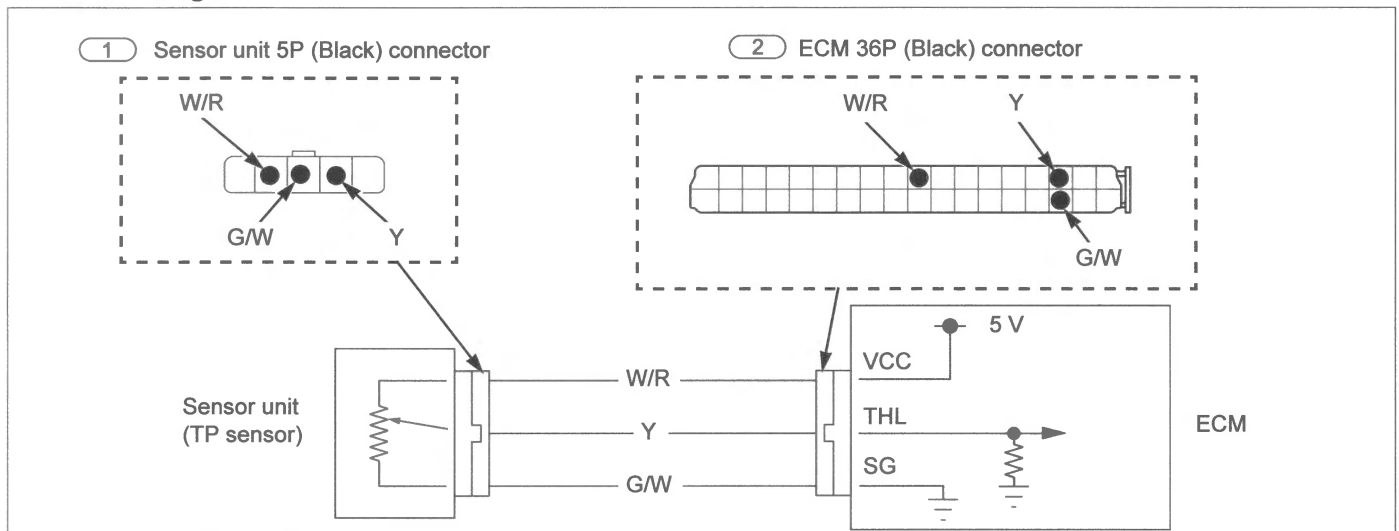 1 Sensor unit 5P (Black) connector
2 ECM 36P (Black) connector
W/R
G/W
Y
W/R
Y
G/W
5 V
VCC
W/R
Sensor unit
(TP sensor)
THL
Y
ECM
SG
G/W